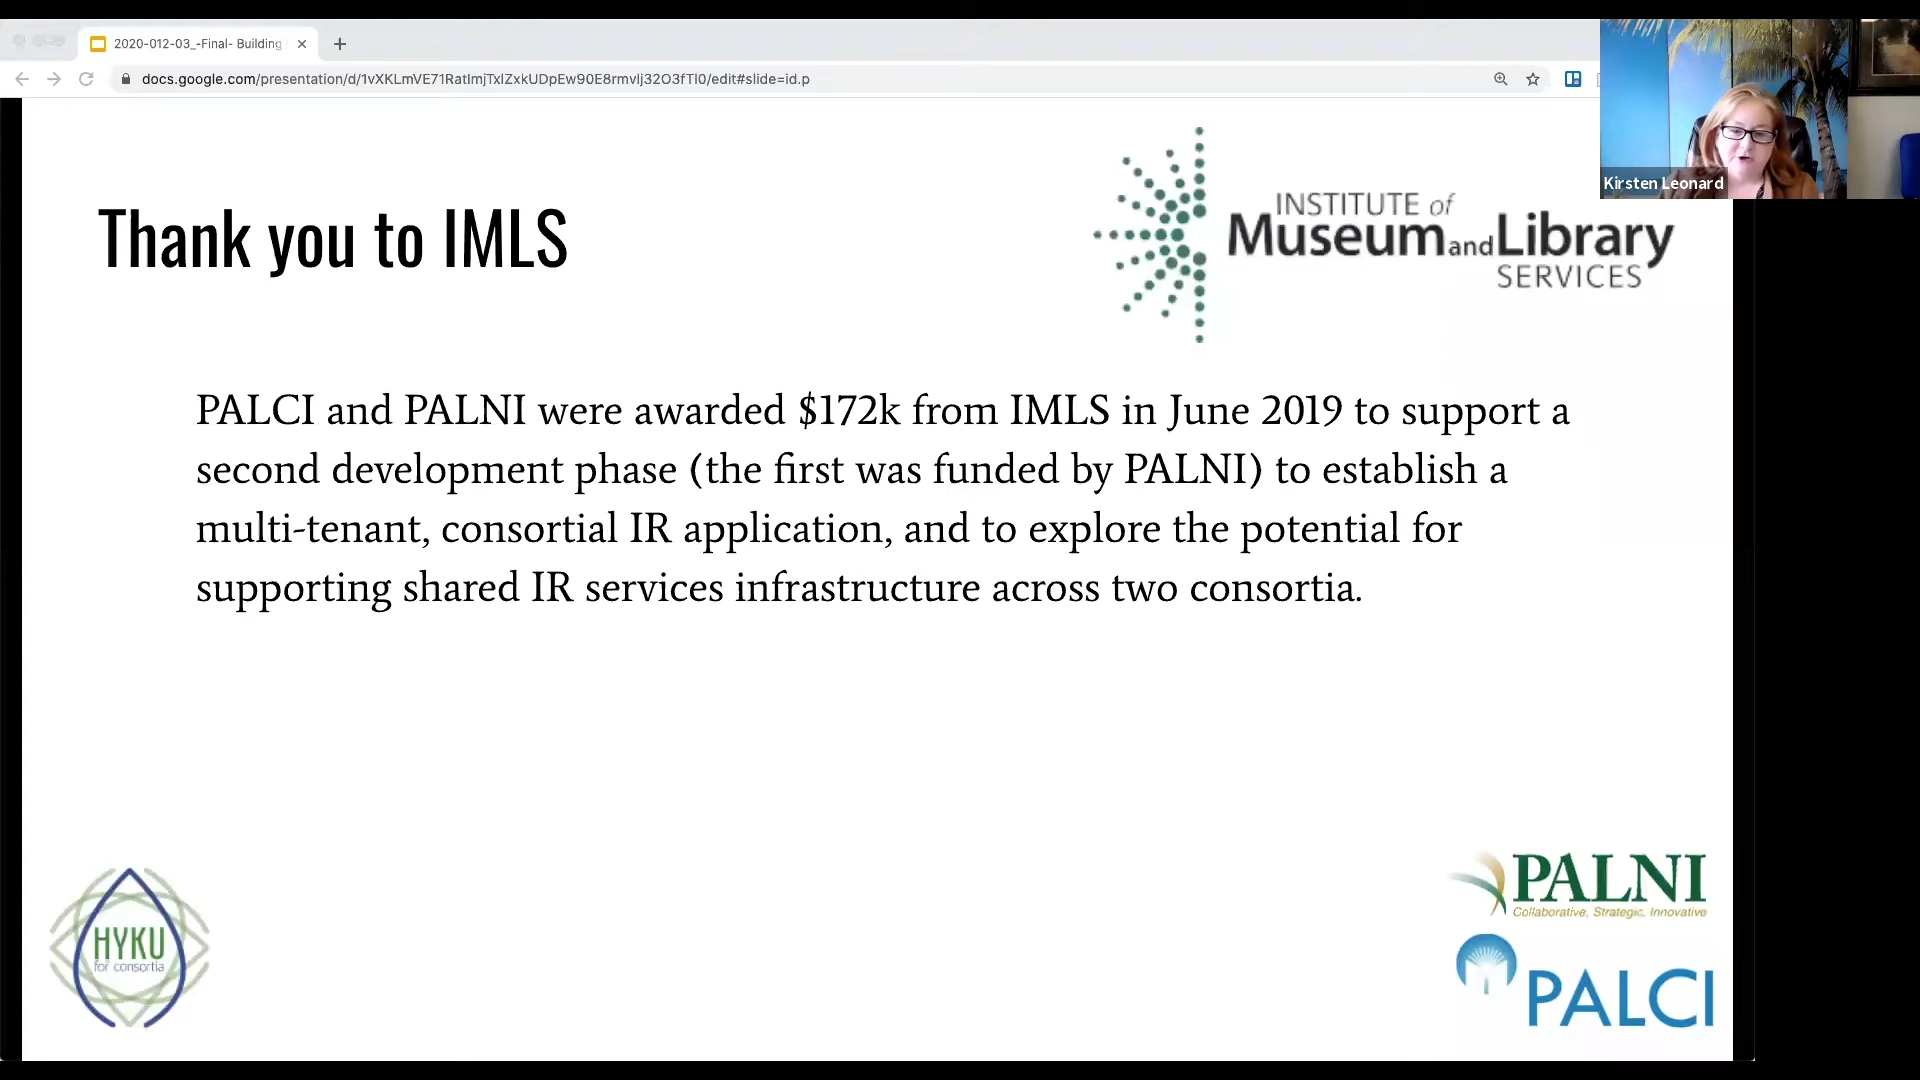 2020-012-03_-Final- Building
docs.google.com/presentation/d/1vXKLmVE71RatImjTxlZxkUDpEw90E8rmvlj32O3fTl0/edit#slide=id.p
Kirsten Leonard
INSTITUTE of
Museum and Library
SERVICES
Thank you to IMLS
PALCI and PALNI were awarded $172k from IMLS in June 2019 to support a
second development phase (the first was funded by PALNI) to establish a
multi-tenant, consortial IR application, and to explore the potential for
supporting shared IR services infrastructure across two consortia.
HYKU
for consortia
PALNI
Collaborative, Strategic, Innovative
PALCI